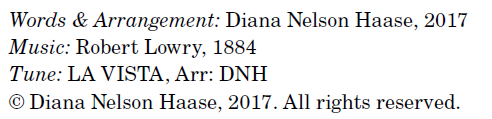 Words & Arrangement: Diana Nelson Haase, 2017
Music: Robert Lowry, 1884
Tune: LA VISTA, Arr: DNH
© Diana Nelson Haase, 2017. All rights reserved.